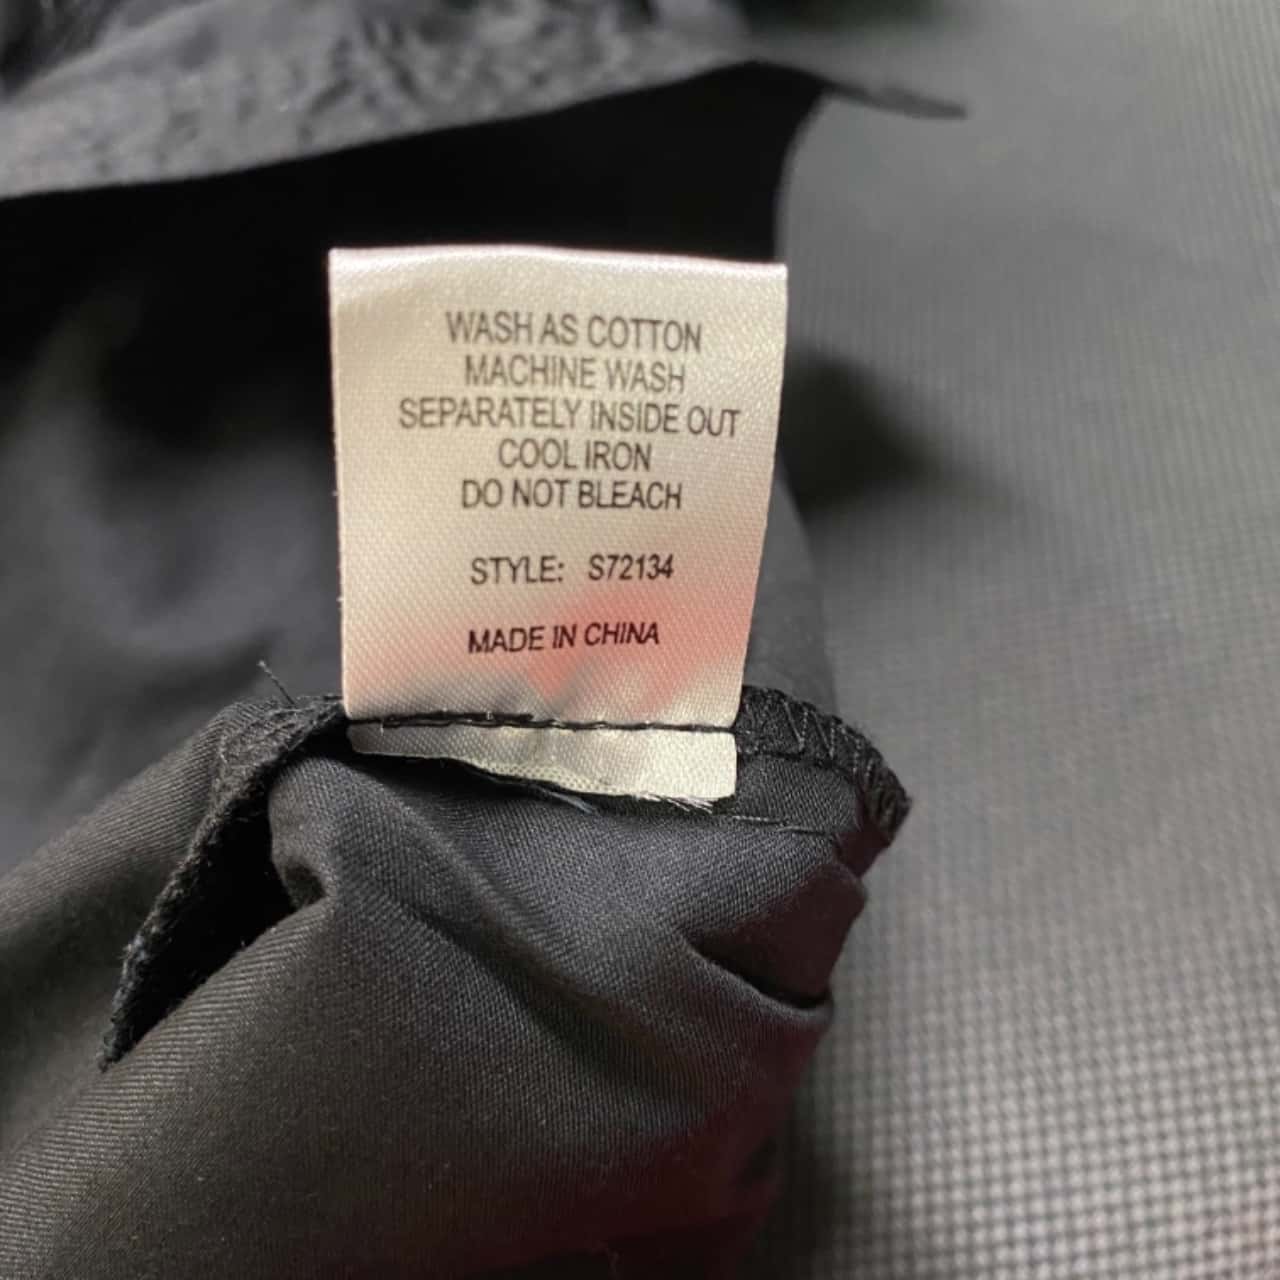 WASH AS COTTON
MACHINE WASH
SEPARATELY INSIDE OUT
COOL IRON
DO NOT BLEACH
STYLE: S72134
MADE IN CHINA